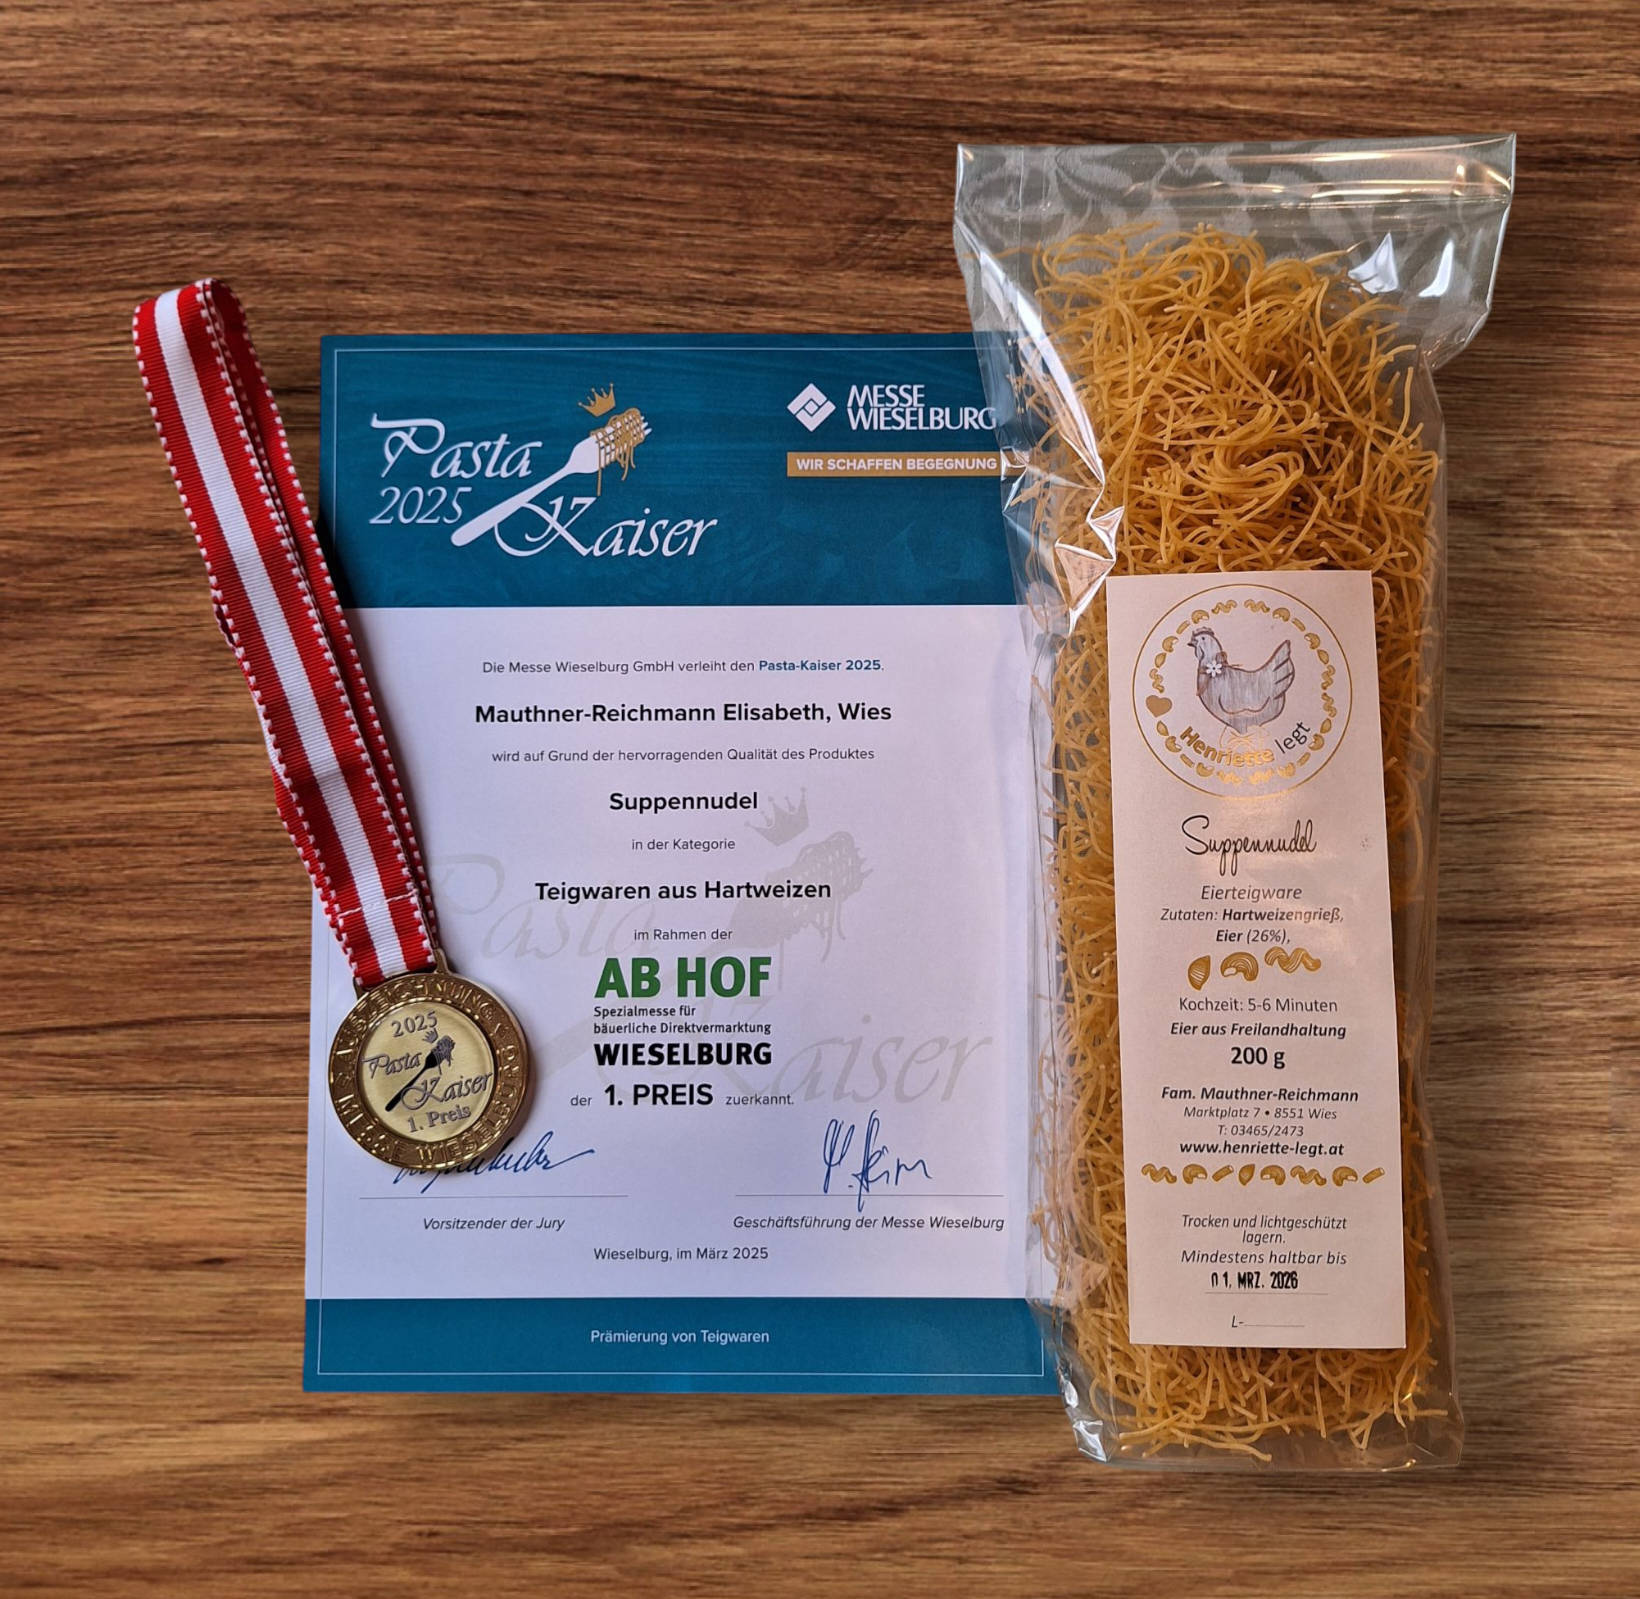 Pasta
2025
Kaiser
MESSE
WIESELBURG
WIR SCHAFFEN BEGEGNUNG
Die Messe Wieselburg GmbH verleiht den Pasta-Kaiser 2025.
Mauthner-Reichmann Elisabeth, Wies
wird auf Grund der hervorragenden Qualität des Produktes
Suppennudel
in der Kategorie
Teigwaren aus Hartweizen
im Rahmen der
AB HOF
Spezialmesse für
bäuerliche Direktvermarktung
WIESELBURG
der 1. PREIS zuerkannt.
Vorsitzender der Jury
Geschäftsführung der Messe Wieselburg
Wieselburg, im März 2025
Prämierung von Teigwaren
Pasta
Kaiser
AUSZEICHNUNG
MESSE WIESELBURG
2025
Pasta
Kaiser
1. Preis
Henriette legt
Suppennudel
Eierteigware
Zutaten: Hartweizengrieß,
Eier (26%),
Kochzeit: 5-6 Minuten
Eier aus Freilandhaltung
200 g
Fam. Mauthner-Reichmann
Marktplatz 7 • 8551 Wies
T: 03465/2473
www.henriette-legt.at
Trocken und lichtgeschützt
lagern.
Mindestens haltbar bis
01. MRZ. 2026
L-